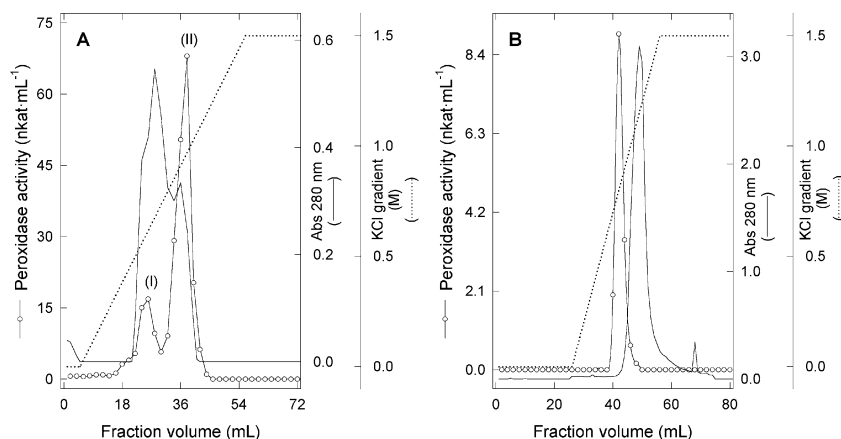 A
(I)
(II)
Peroxidase activity (nkat·mL-1)
75
60
45
30
15
0
Abs 280 nm
( )
0.6
0.4
0.2
0.0
KCl gradient
(M)
( )
1.5
1.0
0.5
0.0
0
18
36
54
72
Fraction volume (mL)
B
Peroxidase activity (nkat·mL-1)
8.4
6.3
4.2
2.1
0.0
Abs 280 nm
( )
3.0
2.0
1.0
0.0
KCl gradient
(M)
( )
1.5
1.0
0.5
0.0
0
20
40
60
80
Fraction volume (mL)